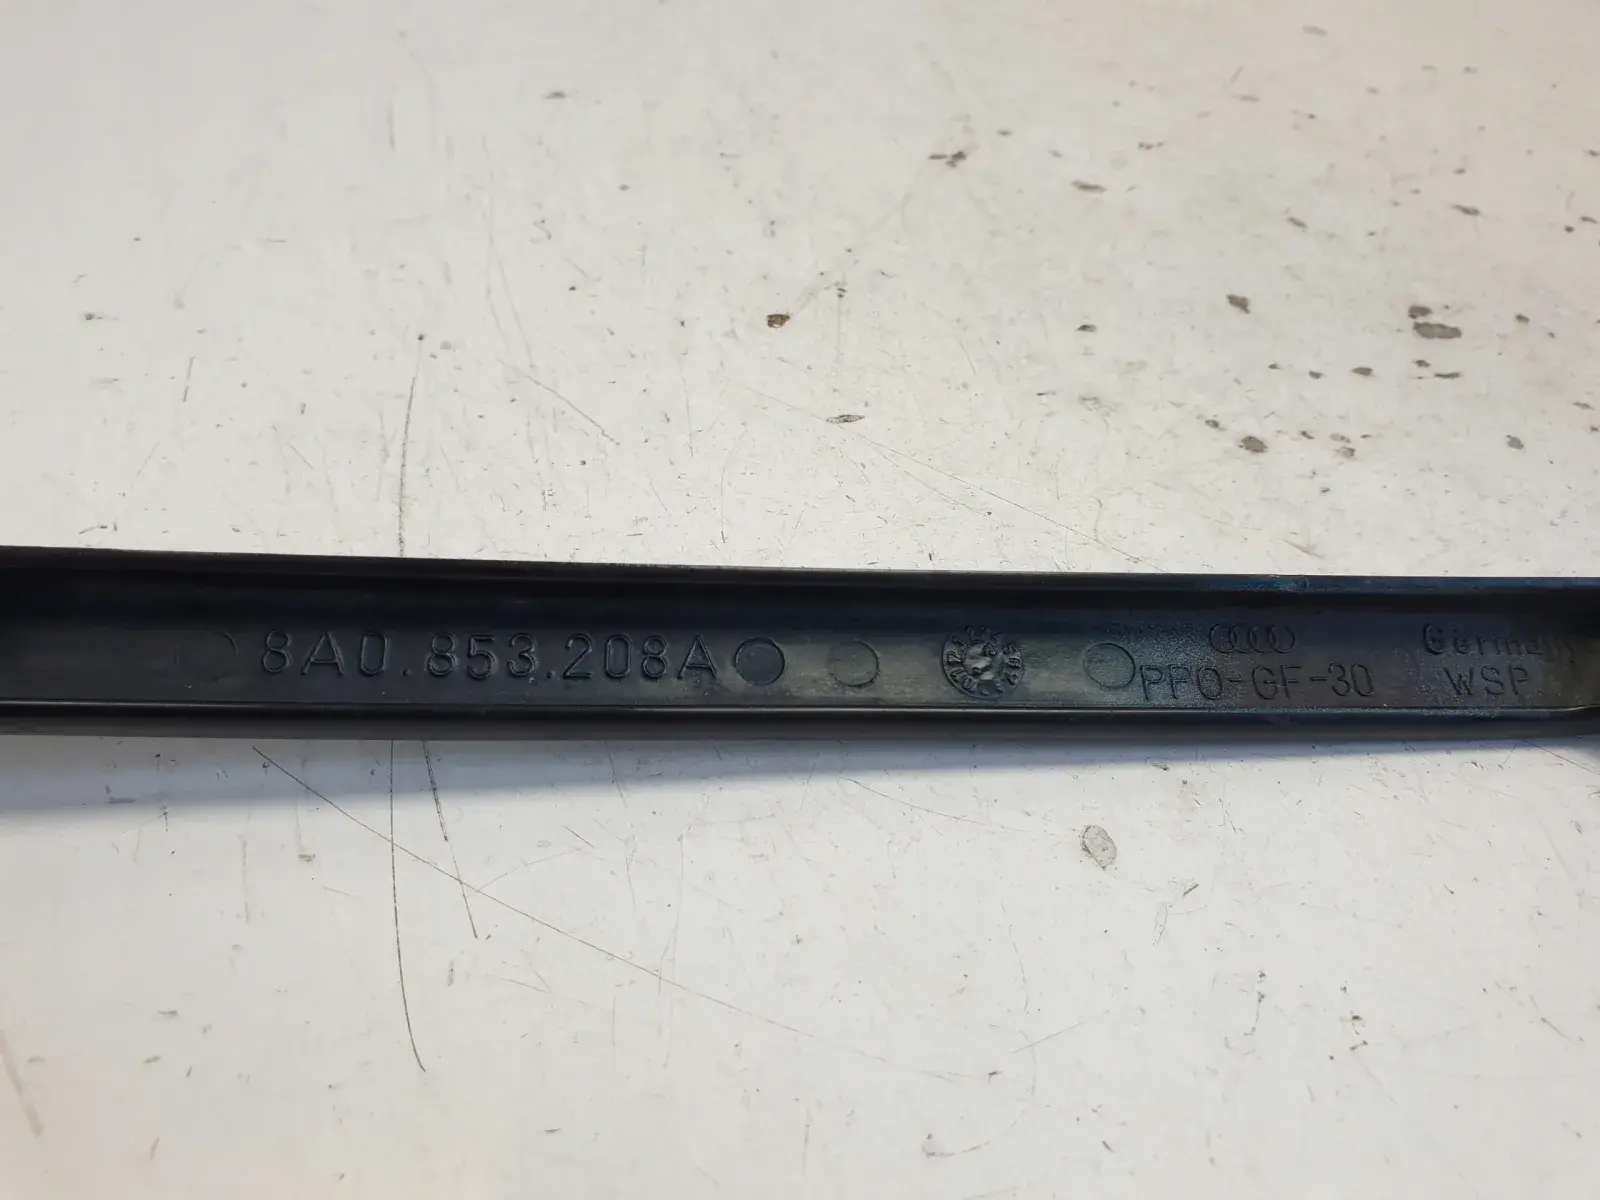 8A0.853.208A
PPO-GF-30
Germany
WSP